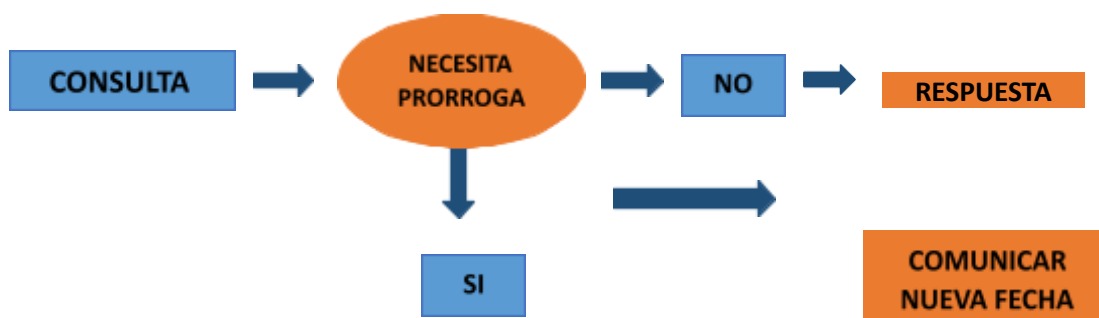 CONSULTA
NECESITA
PRORROGA
NO
RESPUESTA
SI
COMUNICAR
NUEVA FECHA